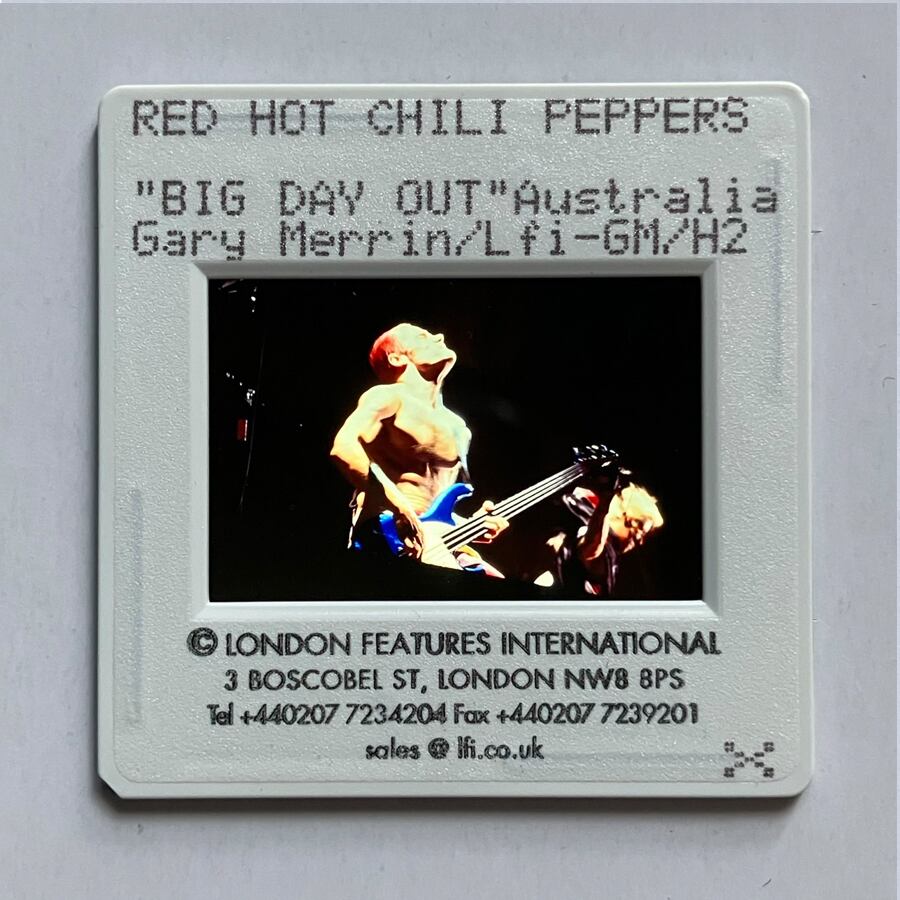 RED HOT CHILI PEPPERS
"BIG DAY OUT"Australia
Gary Merrin/Lfi-GM/H2
© LONDON FEATURES INTERNATIONAL
3 BOSCOBEL ST, LONDON NW8 8PS
Tel +440207 7234204 Fax +440207 7239201
sales @ lfi.co.uk